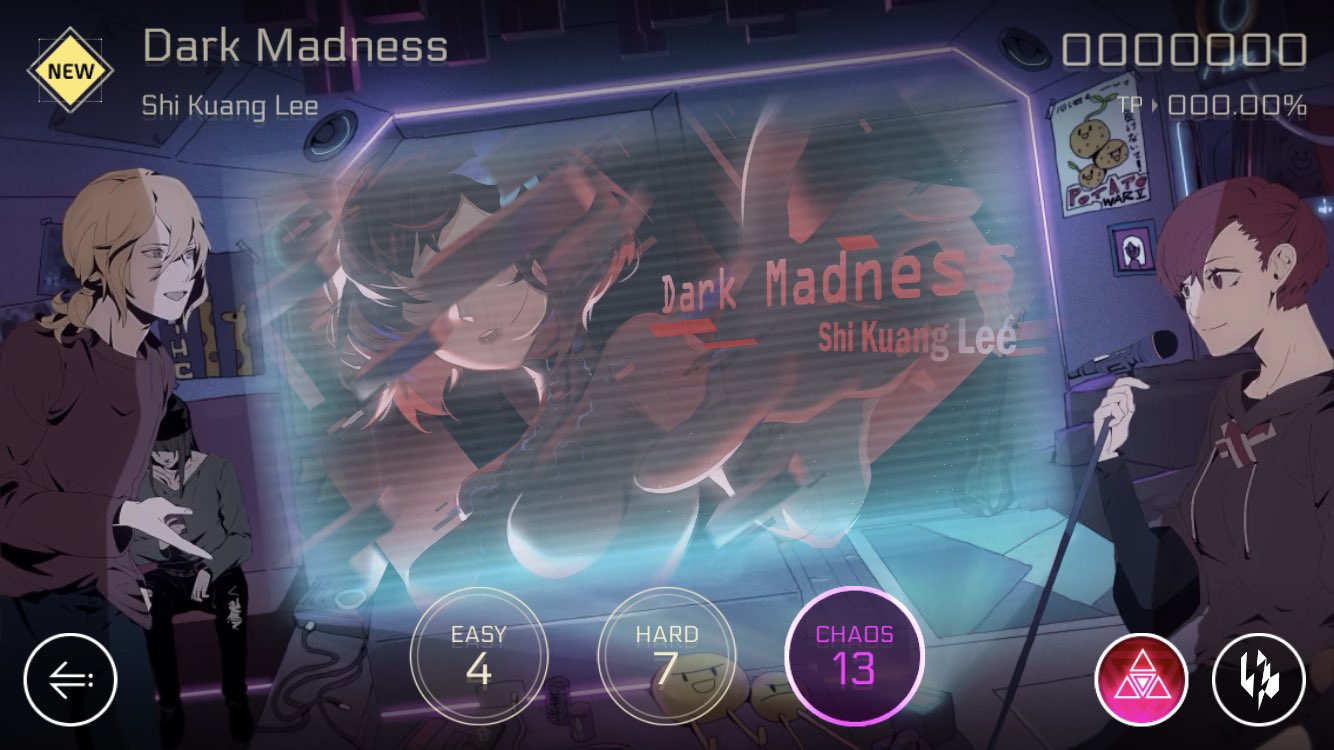 NEW
Dark Madness
Shi Kuang Lee
0000000
TP 000.00%
POTATO
WAR
Dark Madness
Shi Kuang Lee
EASY
4
HARD
7
CHAOS
13